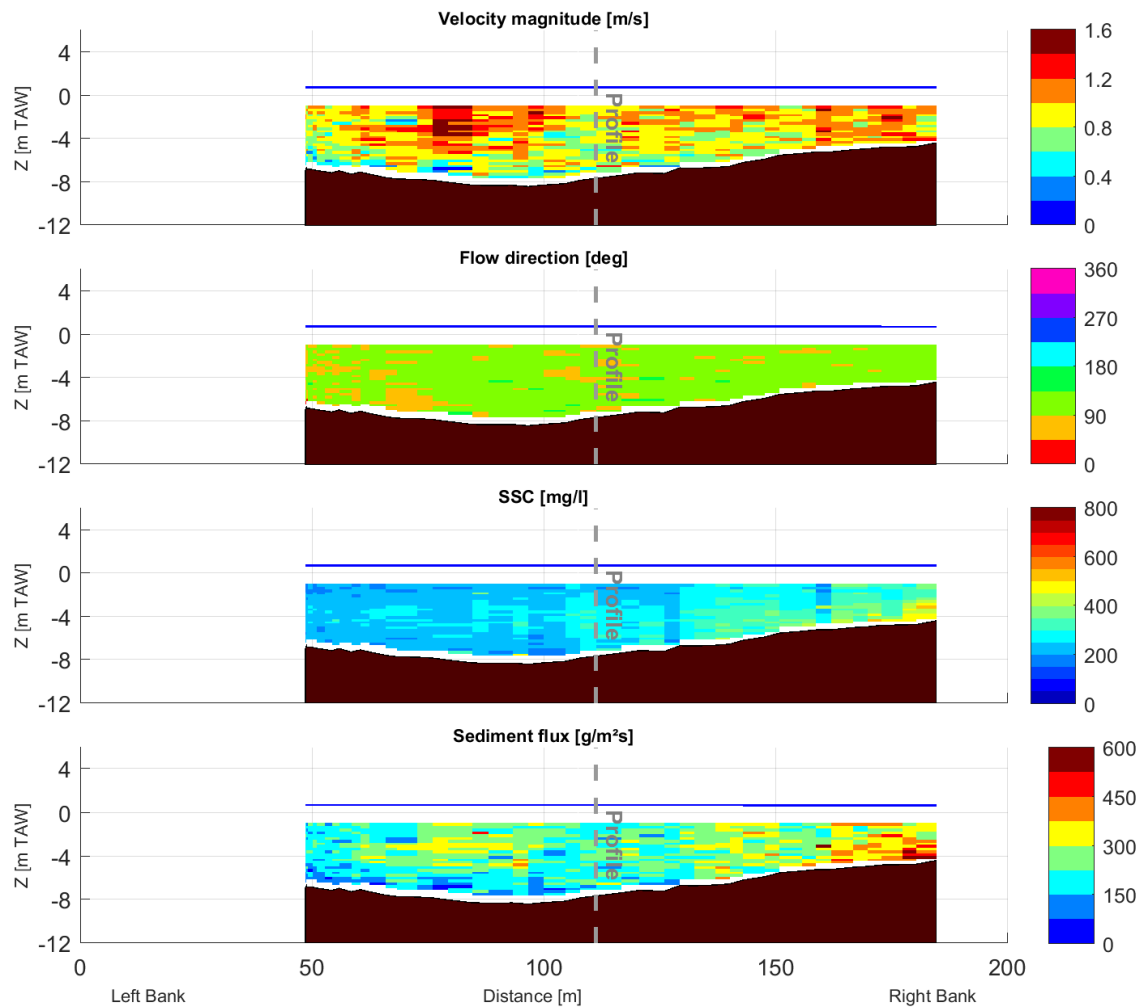 Velocity magnitude [m/s]
Z [m TAW]
4
0
-4
-8
-12
Profile
1.6
1.2
0.8
0.4
0
Flow direction [deg]
Z [m TAW]
4
0
-4
-8
-12
Profile
360
270
180
90
0
SSC [mg/l]
Z [m TAW]
4
0
-4
-8
-12
Profile
800
600
400
200
0
Sediment flux [g/m²s]
Z [m TAW]
4
0
-4
-8
-12
Profile
600
450
300
150
0
0 50 100 150 200
Left Bank Distance [m] Right Bank